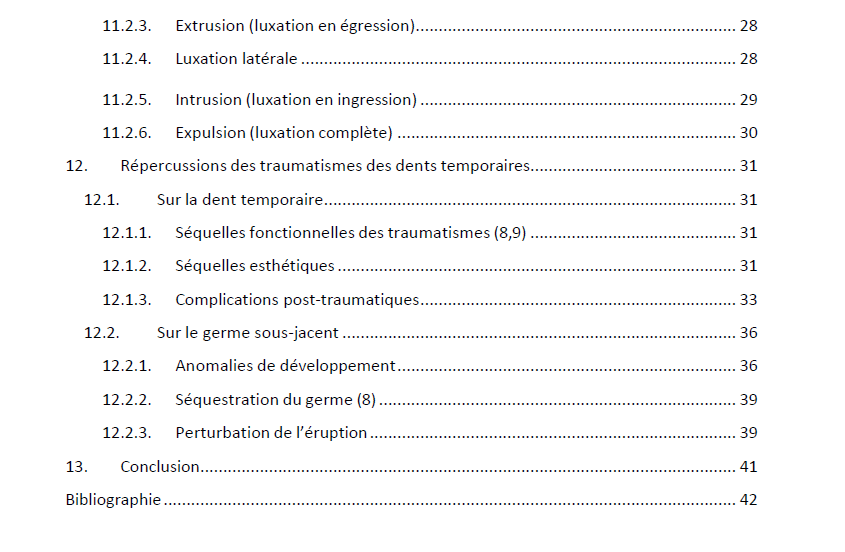 11.2.3. Extrusion (luxation en égression)........ 28
11.2.4. Luxation latérale ........ 28
11.2.5. Intrusion (luxation en ingression) ........ 29
11.2.6. Expulsion (luxation complète) ........ 30
12. Répercussions des traumatismes des dents temporaires........ 31
12.1. Sur la dent temporaire........ 31
12.1.1. Séquelles fonctionnelles des traumatismes (8,9) ........ 31
12.1.2. Séquelles esthétiques ........ 31
12.1.3. Complications post-traumatiques........ 33
12.2. Sur le germe sous-jacent ........ 36
12.2.1. Anomalies de développement........ 36
12.2.2. Séquestration du germe (8) ........ 39
12.2.3. Perturbation de l’éruption ........ 39
13. Conclusion........ 41
Bibliographie ........ 42